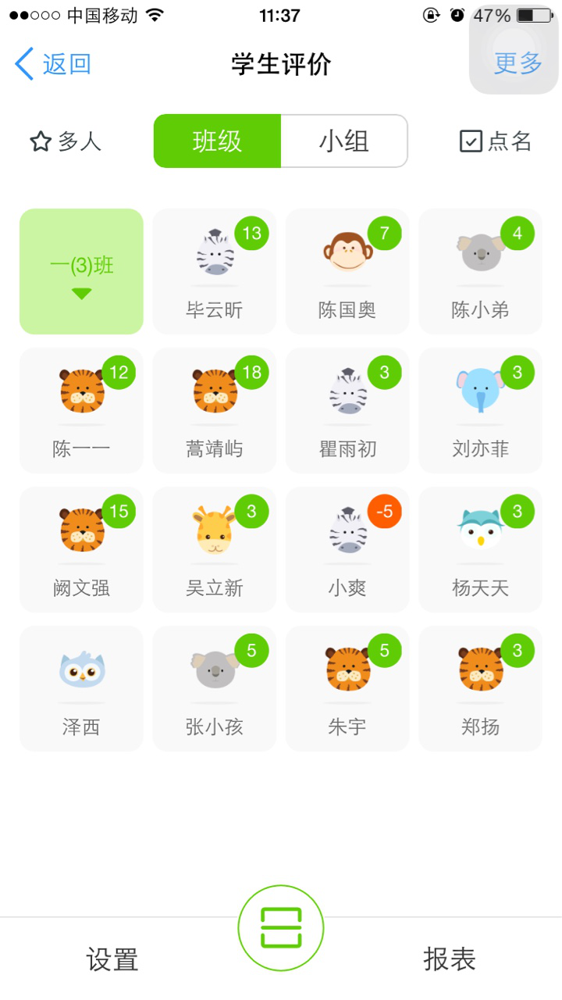 中国移动 11:37 47%
返回 学生评价 更多
多人 班级 小组 点名
一(3)班
13
毕云昕
7
陈国奥
4
陈小弟
12
陈一一
18
蒿靖屿
3
瞿雨初
3
刘亦菲
15
阙文强
3
吴立新
-5
小爽
3
杨天天
泽西
5
张小孩
5
朱宇
3
郑扬
设置 报表